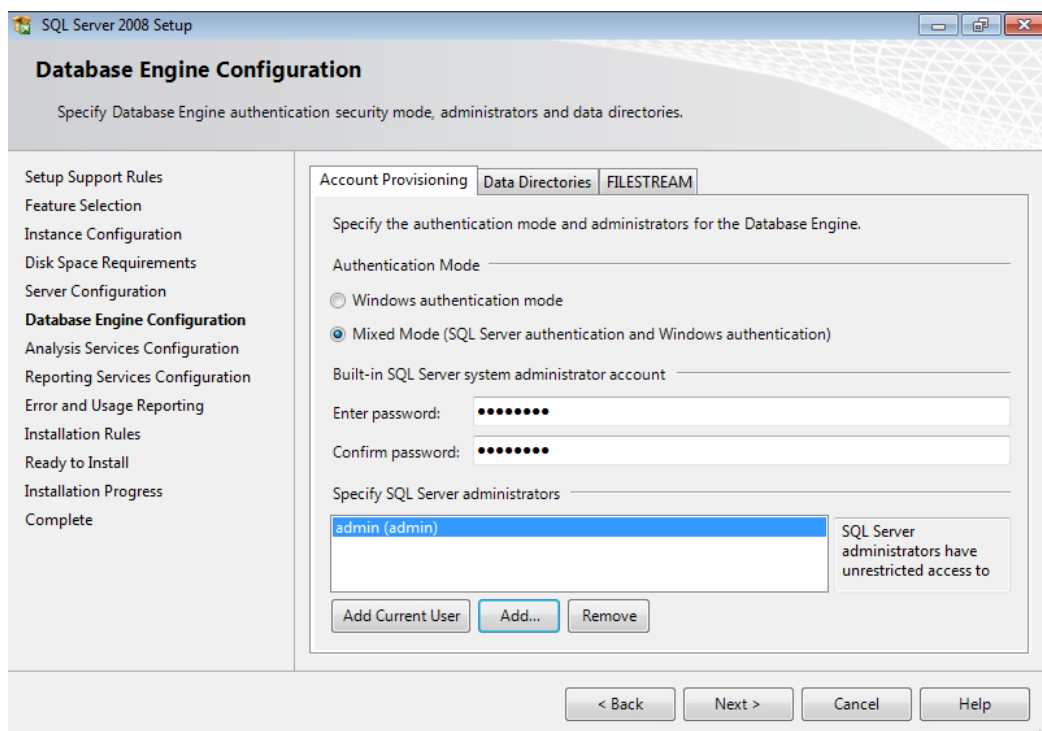 SQL Server 2008 Setup
Database Engine Configuration
Specify Database Engine authentication security mode, administrators and data directories.
Setup Support Rules
Feature Selection
Instance Configuration
Disk Space Requirements
Server Configuration
Database Engine Configuration
Analysis Services Configuration
Reporting Services Configuration
Error and Usage Reporting
Installation Rules
Ready to Install
Installation Progress
Complete
Account Provisioning
Data Directories
FILESTREAM
Specify the authentication mode and administrators for the Database Engine.
Authentication Mode
Windows authentication mode
Mixed Mode (SQL Server authentication and Windows authentication)
Built-in SQL Server system administrator account
Enter password: ●●●●●●●●
Confirm password: ●●●●●●●●
Specify SQL Server administrators
admin (admin)
SQL Server
administrators have
unrestricted access to
Add Current User
Add...
Remove
< Back
Next >
Cancel
Help